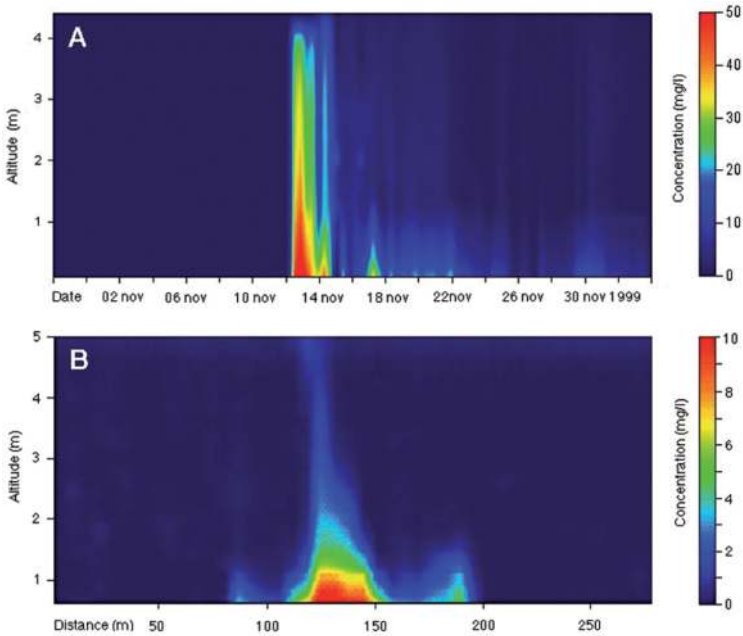 A
Altitude (m)
4
3
2
1
Date 02 nov 06 nov 10 nov 14 nov 18 nov 22nov 26 nov 30 nov 1999
Concentration (mg/l)
50
40
30
20
10
0
B
Altitude (m)
5
4
3
2
1
Distance (m) 50 100 150 200 250
Concentration (mg/l)
10
8
6
4
2
0